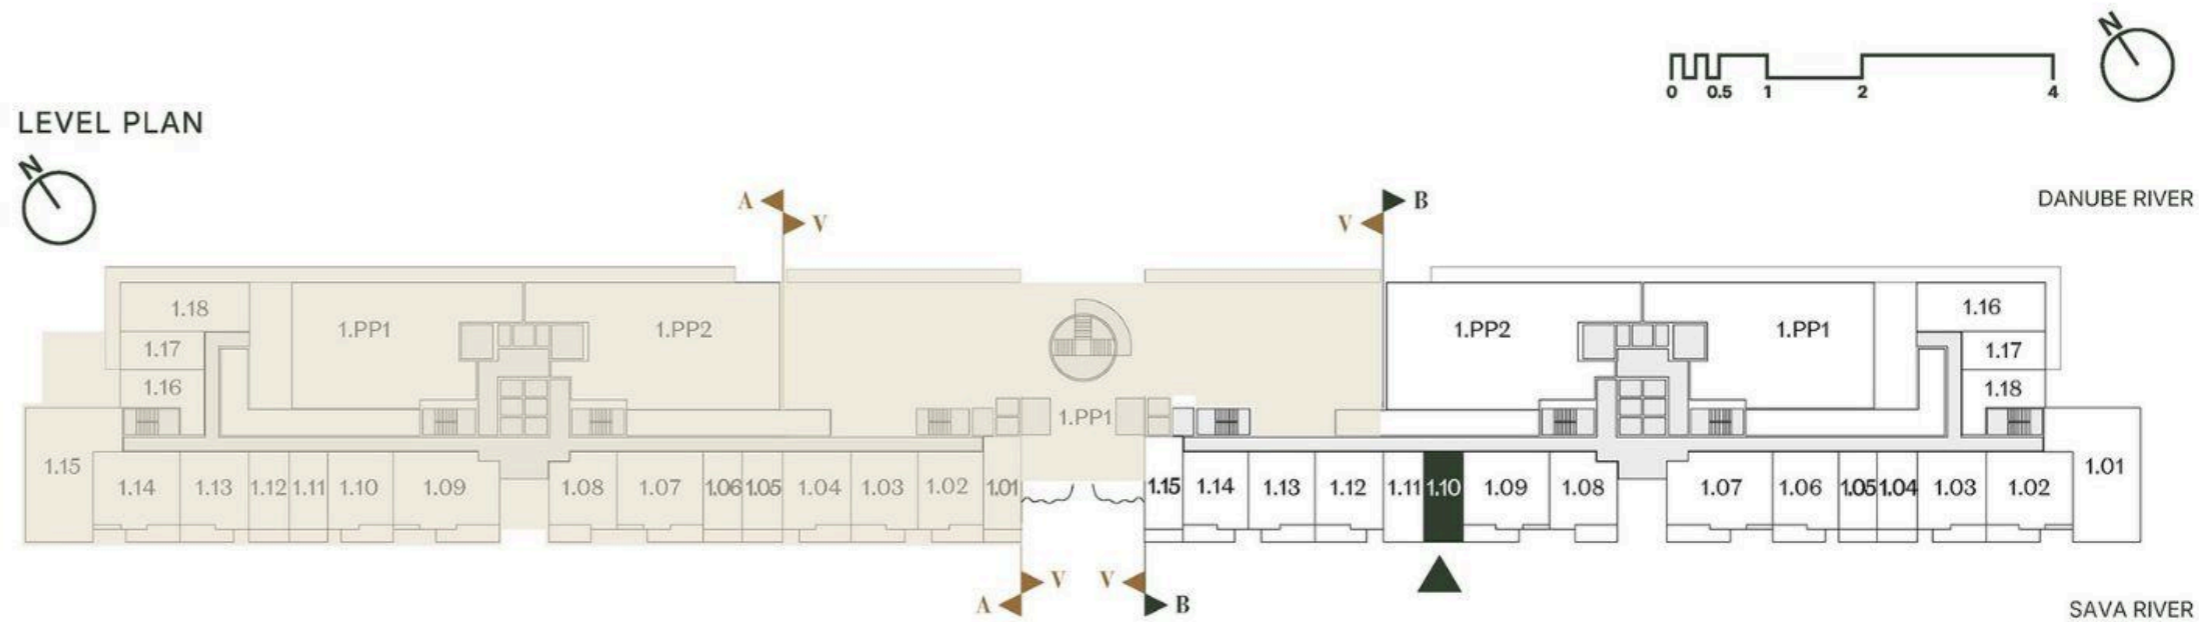 N
0 0.5 1 2 4
LEVEL PLAN
N
A V V B
DANUBE RIVER
1.18 1.PP1 1.PP2 1.PP2 1.PP1 1.16
1.17 1.17
1.16 1.18
1.PP1
1.15 1.14 1.13 1.12 1.11 1.10 1.09 1.08 1.07 1.06 1.05 1.04 1.03 1.02 1.01 1.15 1.14 1.13 1.12 1.11 1.10 1.09 1.08 1.07 1.06 1.05 1.04 1.03 1.02 1.01
V V
A B
SAVA RIVER